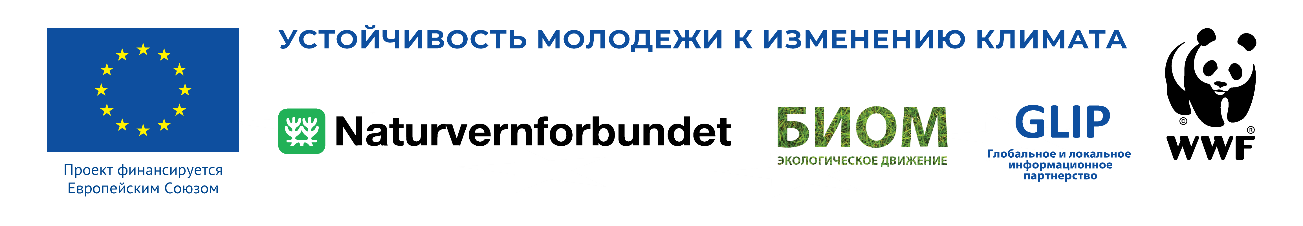 УСТОЙЧИВОСТЬ МОЛОДЕЖИ К ИЗМЕНЕНИЮ КЛИМАТА
Проект финансируется
Европейским Союзом
Naturvernforbundet
БИОМ
ЭКОЛОГИЧЕСКОЕ ДВИЖЕНИЕ
GLIP
Глобальное и локальное
информационное
партнерство
©
®
WWF